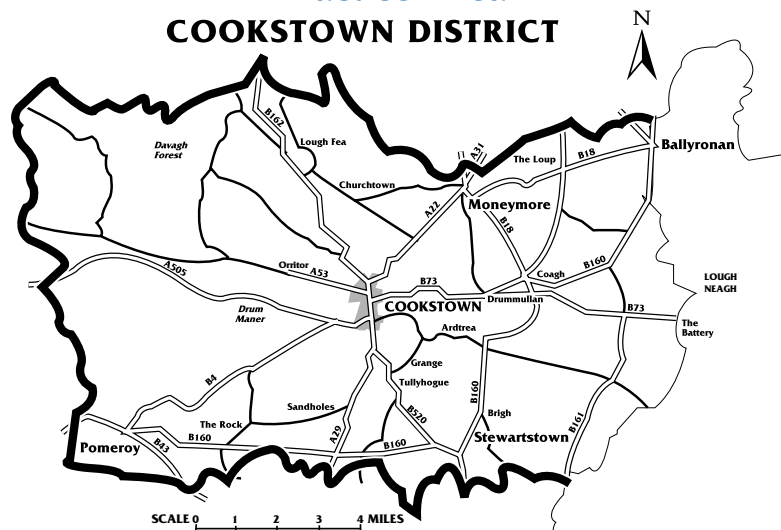 COOKSTOWN DISTRICT
N
B162
Lough Fea
Davagh
Forest
A31
The Loup
B18
Ballyronan
Churchtown
A22
Moneymore
B18
A505
Orritor
A53
B73
Coagh
B160
LOUGH
NEAGH
COOKSTOWN
Drummullan
B73
Drum
Maner
Ardtrea
The
Battery
Grange
B4
Tullyhogue
B160
Sandholes
B520
Brigh
B161
The Rock
A29
Stewartstown
Pomeroy
B43
B160
B160
SCALE 0 1 2 3 4 MILES